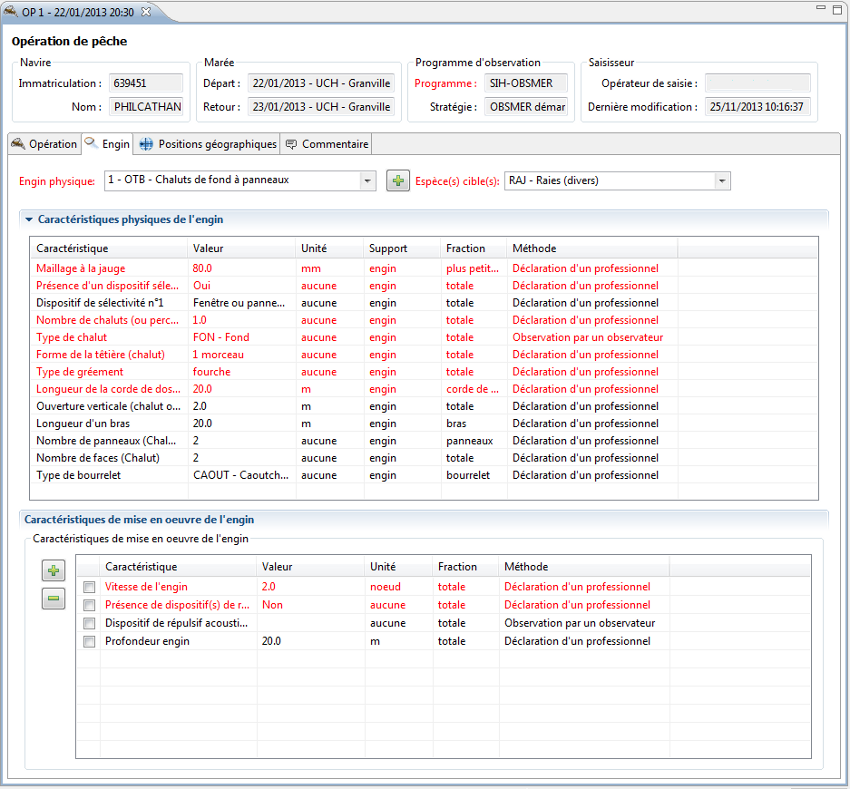 OP 1 - 22/01/2013 20:30
Opération de pêche
Navire
Immatriculation : 639451
Nom : PHILCATHAN
Marée
Départ : 22/01/2013 - UCH - Granville
Retour : 23/01/2013 - UCH - Granville
Programme d'observation
Programme : SIH-OBSMER
Stratégie : OBSMER démar
Saisisseur
Opérateur de saisie :
Dernière modification : 25/11/2013 10:16:37
Opération Engin Positions géographiques Commentaire
Engin physique: 1 - OTB - Chaluts de fond à panneaux Espèce(s) cible(s): RAJ - Raies (divers)
Caractéristiques physiques de l'engin
Caractéristique Valeur Unité Support Fraction Méthode
Maillage à la jauge 80.0 mm engin plus petit... Déclaration d'un professionnel
Présence d'un dispositif séle... Oui aucune engin totale Déclaration d'un professionnel
Dispositif de sélectivité n°1 Fenêtre ou panne... aucune engin totale Déclaration d'un professionnel
Nombre de chaluts (ou perc... 1.0 aucune engin totale Déclaration d'un professionnel
Type de chalut FON - Fond aucune engin totale Observation par un observateur
Forme de la têtière (chalut) 1 morceau aucune engin totale Déclaration d'un professionnel
Type de gréement fourche aucune engin totale Déclaration d'un professionnel
Longueur de la corde de dos... 20.0 m engin corde de ... Déclaration d'un professionnel
Ouverture verticale (chalut o... 2.0 m engin totale Déclaration d'un professionnel
Longueur d'un bras 20.0 m engin bras Déclaration d'un professionnel
Nombre de panneaux (Chal... 2 aucune engin panneaux Déclaration d'un professionnel
Nombre de faces (Chalut) 2 aucune engin totale Déclaration d'un professionnel
Type de bourrelet CAOUT - Caoutch... aucune engin bourrelet Déclaration d'un professionnel
Caractéristiques de mise en oeuvre de l'engin
Caractéristiques de mise en oeuvre de l'engin
Caractéristique Valeur Unité Fraction Méthode
Vitesse de l'engin 2.0 noeud totale Déclaration d'un professionnel
Présence de dispositif(s) de r... Non aucune totale Déclaration d'un professionnel
Dispositif de répulsif acousti... aucune totale Observation par un observateur
Profondeur engin 20.0 m totale Déclaration d'un professionnel